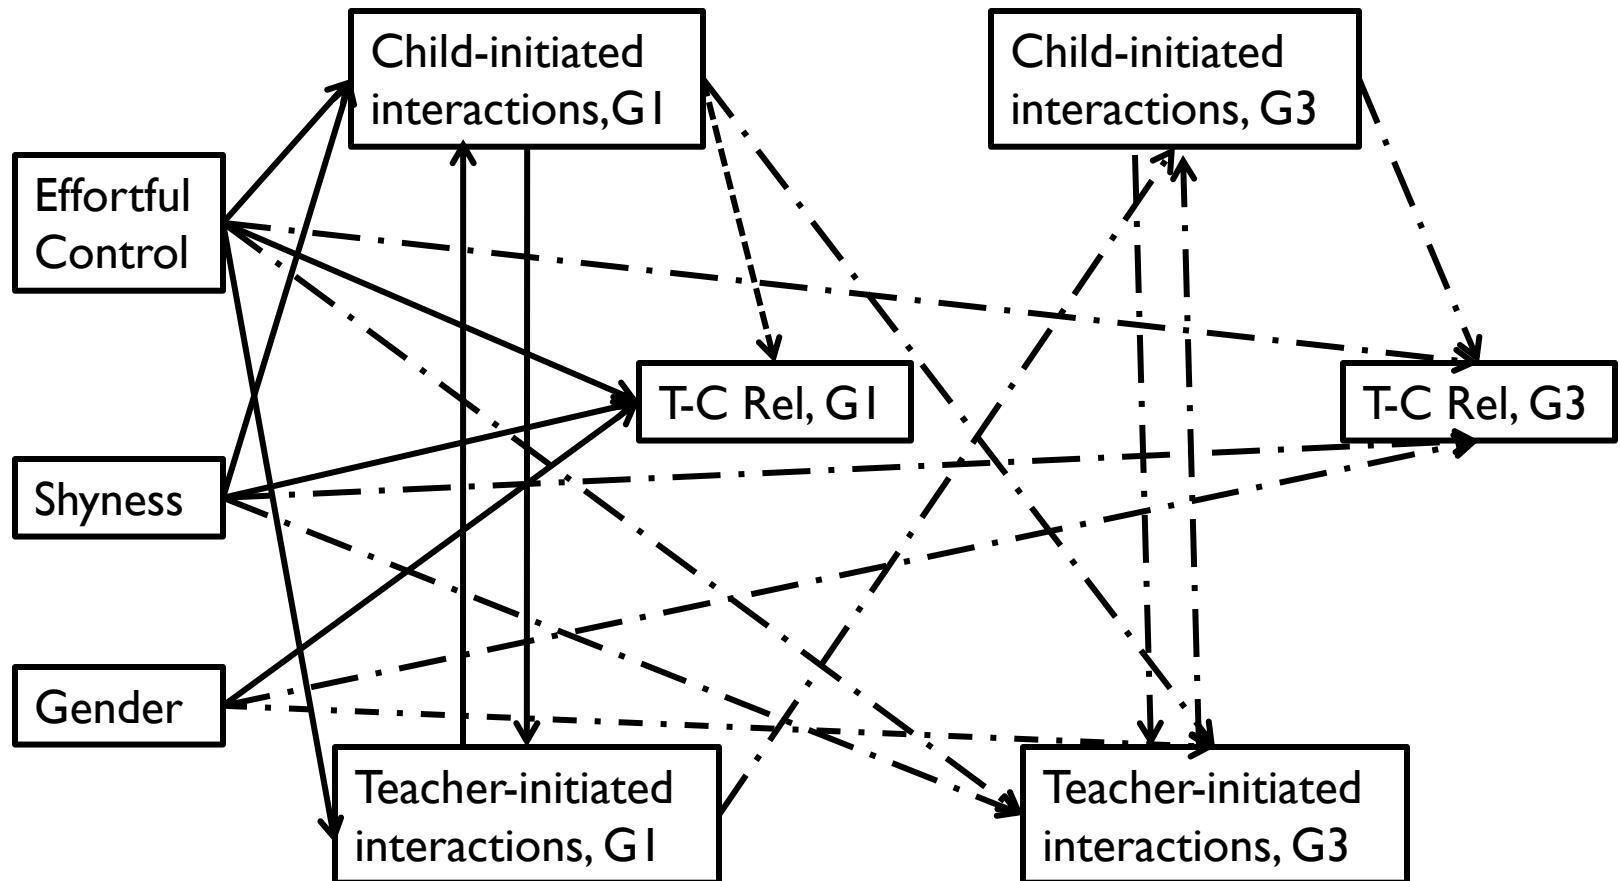 Child-initiated
interactions,G1
Child-initiated
interactions, G3
Effortful
Control
T-C Rel, G1
T-C Rel, G3
Shyness
Gender
Teacher-initiated
interactions, G1
Teacher-initiated
interactions, G3